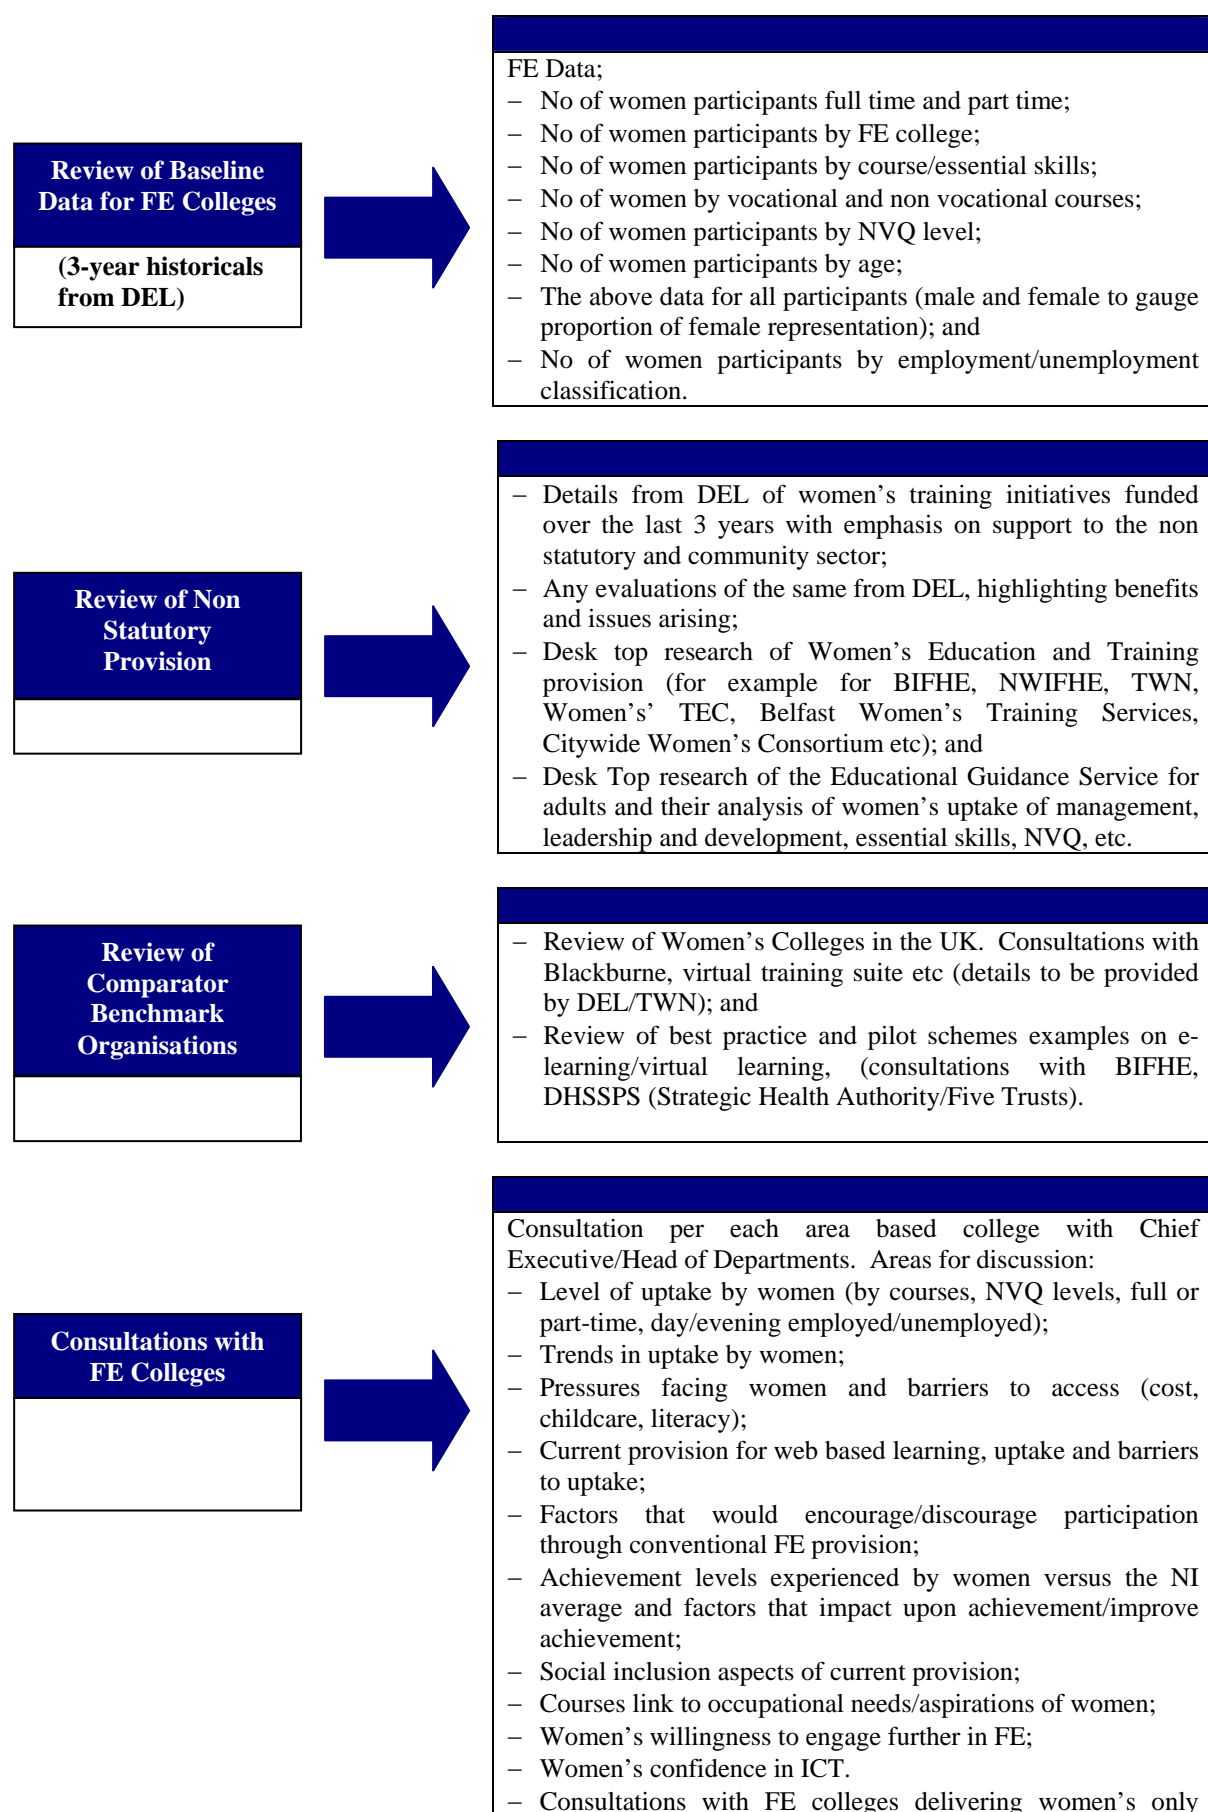 Review of Baseline
Data for FE Colleges
(3-year historicals
from DEL)
FE Data;
– No of women participants full time and part time;
– No of women participants by FE college;
– No of women participants by course/essential skills;
– No of women by vocational and non vocational courses;
– No of women participants by NVQ level;
– No of women participants by age;
– The above data for all participants (male and female to gauge
proportion of female representation); and
– No of women participants by employment/unemployment
classification.
Review of Non
Statutory
Provision
– Details from DEL of women’s training initiatives funded
over the last 3 years with emphasis on support to the non
statutory and community sector;
– Any evaluations of the same from DEL, highlighting benefits
and issues arising;
– Desk top research of Women’s Education and Training
provision (for example for BIFHE, NWIFHE, TWN,
Women’s’ TEC, Belfast Women’s Training Services,
Citywide Women’s Consortium etc); and
– Desk Top research of the Educational Guidance Service for
adults and their analysis of women’s uptake of management,
leadership and development, essential skills, NVQ, etc.
Review of
Comparator
Benchmark
Organisations
– Review of Women’s Colleges in the UK. Consultations with
Blackburne, virtual training suite etc (details to be provided
by DEL/TWN); and
– Review of best practice and pilot schemes examples on e-
learning/virtual learning, (consultations with BIFHE,
DHSSPS (Strategic Health Authority/Five Trusts).
Consultations with
FE Colleges
Consultation per each area based college with Chief
Executive/Head of Departments. Areas for discussion:
– Level of uptake by women (by courses, NVQ levels, full or
part-time, day/evening employed/unemployed);
– Trends in uptake by women;
– Pressures facing women and barriers to access (cost,
childcare, literacy);
– Current provision for web based learning, uptake and barriers
to uptake;
– Factors that would encourage/discourage participation
through conventional FE provision;
– Achievement levels experienced by women versus the NI
average and factors that impact upon achievement/improve
achievement;
– Social inclusion aspects of current provision;
– Courses link to occupational needs/aspirations of women;
– Women’s willingness to engage further in FE;
– Women’s confidence in ICT.
– Consultations with FE colleges delivering women’s only